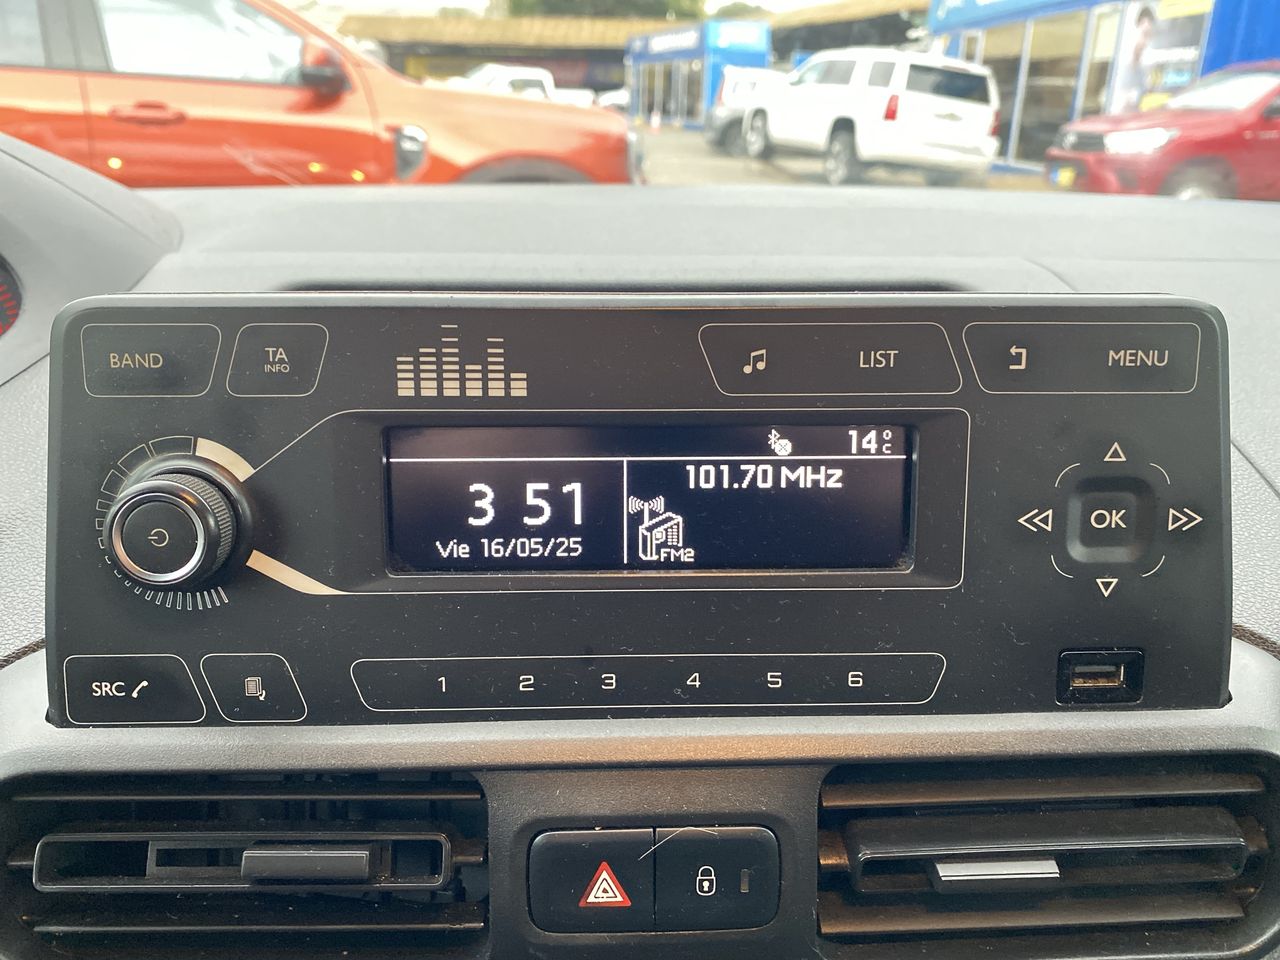 BAND
TA
INFO
LIST
MENU
14°C
101.70 MHz
3 51
Vie 16/05/25
FM2
OK
SRC
1 2 3 4 5 6